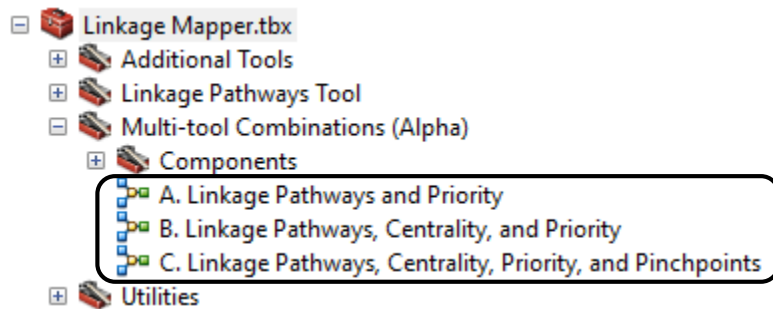 Linkage Mapper.tbx
Additional Tools
Linkage Pathways Tool
Multi-tool Combinations (Alpha)
Components
A. Linkage Pathways and Priority
B. Linkage Pathways, Centrality, and Priority
C. Linkage Pathways, Centrality, Priority, and Pinchpoints
Utilities